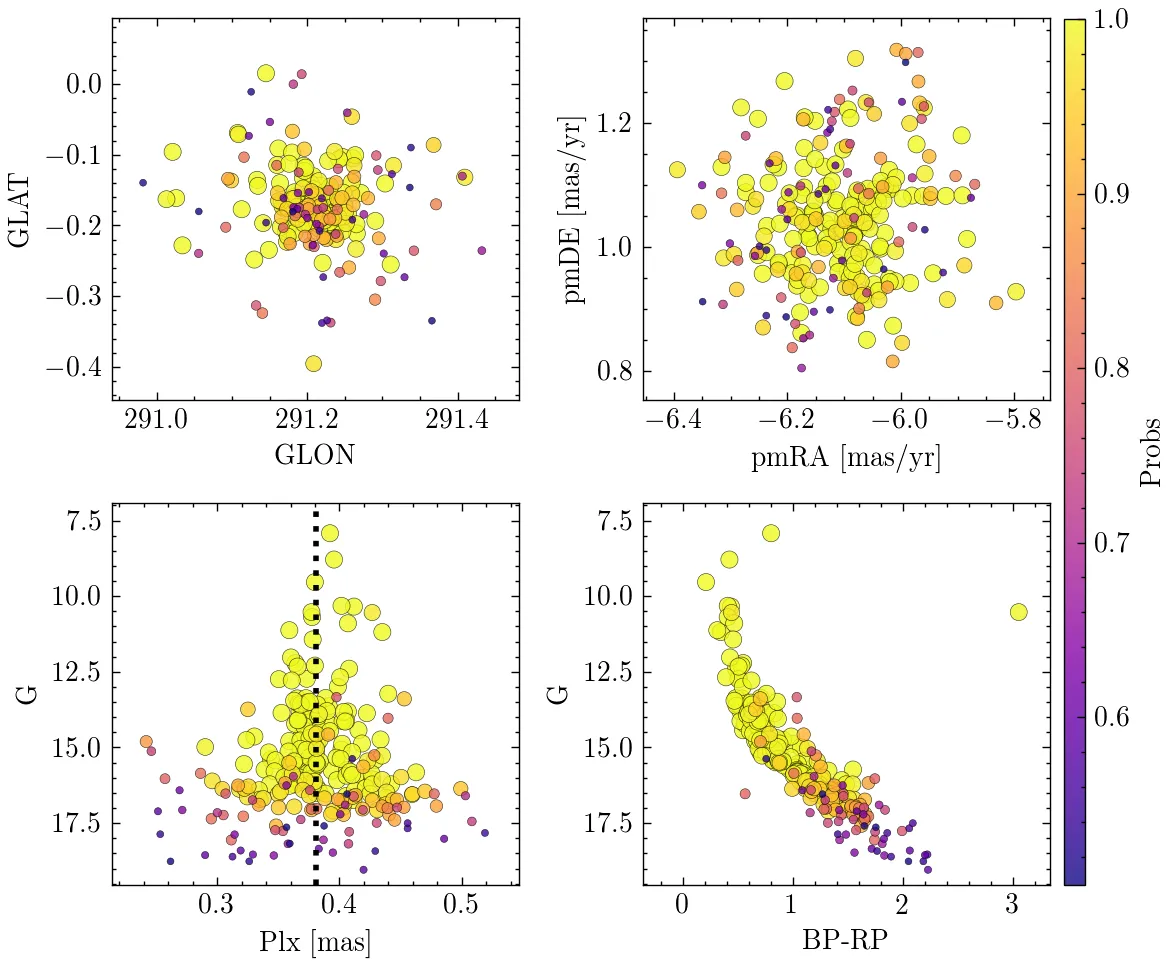 0.0
−0.1
−0.2
−0.3
−0.4
GLAT
291.0 291.2 291.4
GLON
1.2
1.0
0.8
pmDE [mas/yr]
−6.4 −6.2 −6.0 −5.8
pmRA [mas/yr]
1.0
0.9
0.8
0.7
0.6
Probs
7.5
10.0
12.5
15.0
17.5
G
0.3 0.4 0.5
Plx [mas]
7.5
10.0
12.5
15.0
17.5
G
0 1 2 3
BP-RP